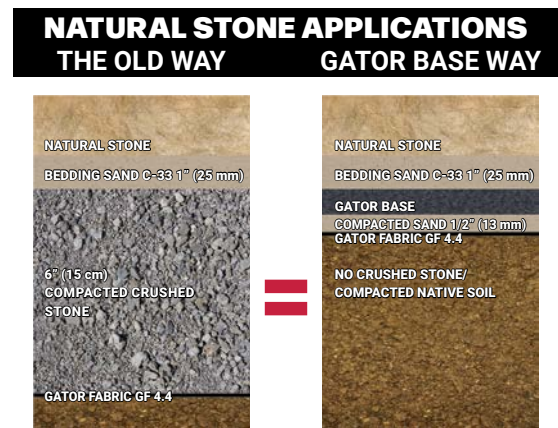 NATURAL STONE APPLICATIONS
THE OLD WAY
GATOR BASE WAY
NATURAL STONE
BEDDING SAND C-33 1" (25 mm)
6" (15 cm)
COMPACTED CRUSHED
STONE
GATOR FABRIC GF 4.4
NATURAL STONE
BEDDING SAND C-33 1" (25 mm)
GATOR BASE
COMPACTED SAND 1/2" (13 mm)
GATOR FABRIC GF 4.4
NO CRUSHED STONE/
COMPACTED NATIVE SOIL